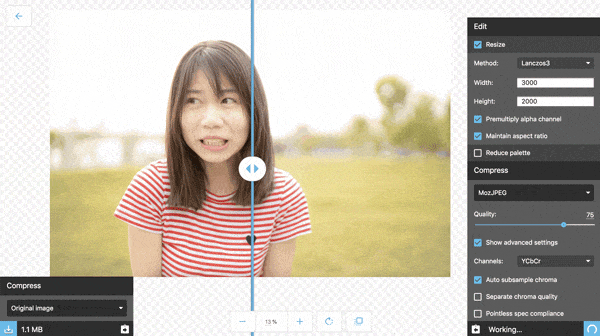 Edit
Resize
Method: Lanczos3
Width: 3000
Height: 2000
Premultiply alpha channel
Maintain aspect ratio
Reduce palette
Compress
MozJPEG
Quality: 75
Show advanced settings
Channels: YCbCr
Auto subsample chroma
Separate chroma quality
Pointless spec compliance
Working...
Compress
Original image
1.1 MB
13 %